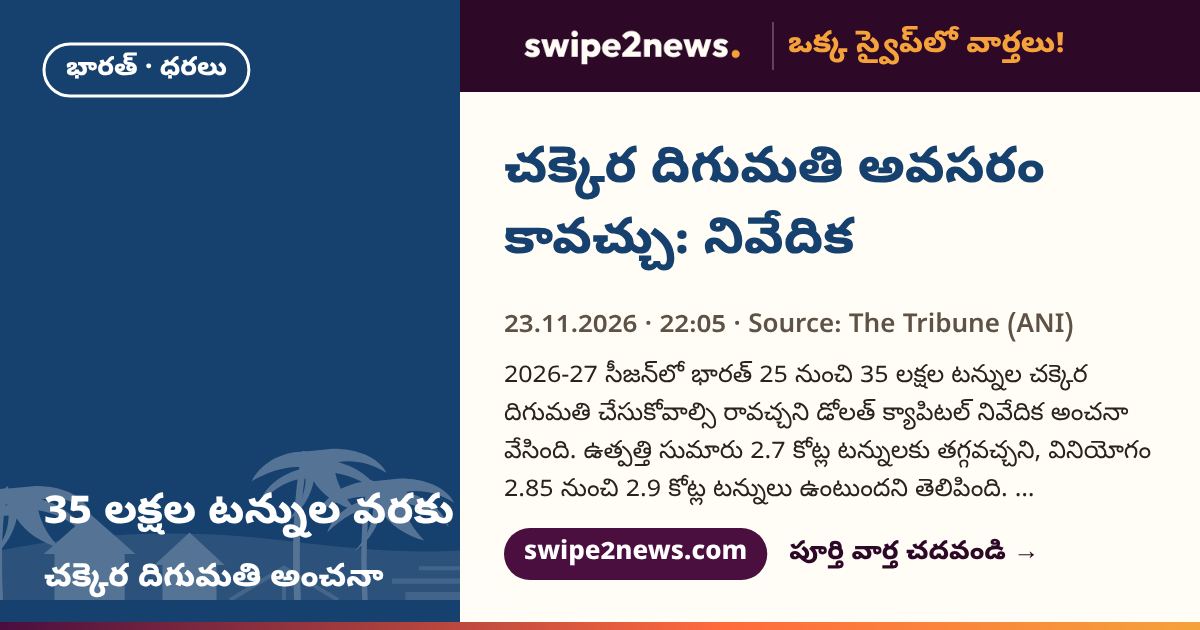 భారత్ · ధరలు
35 లక్షల టన్నుల వరకు
చక్కెర దిగుమతి అంచనా
swipe2news.
ఒక్క స్వైప్‌లో వార్తలు!
చక్కెర దిగుమతి అవసరం
కావచ్చు: నివేదిక
23.11.2026 · 22:05 · Source: The Tribune (ANI)
2026-27 సీజన్‌లో భారత్ 25 నుంచి 35 లక్షల టన్నుల చక్కెర
దిగుమతి చేసుకోవాల్సి రావచ్చని డోలత్ క్యాపిటల్ నివేదిక అంచనా
వేసింది. ఉత్పత్తి సుమారు 2.7 కోట్ల టన్నులకు తగ్గవచ్చని, వినియోగం
2.85 నుంచి 2.9 కోట్ల టన్నులు ఉంటుందని తెలిపింది. ...
swipe2news.com
పూర్తి వార్త చదవండి →